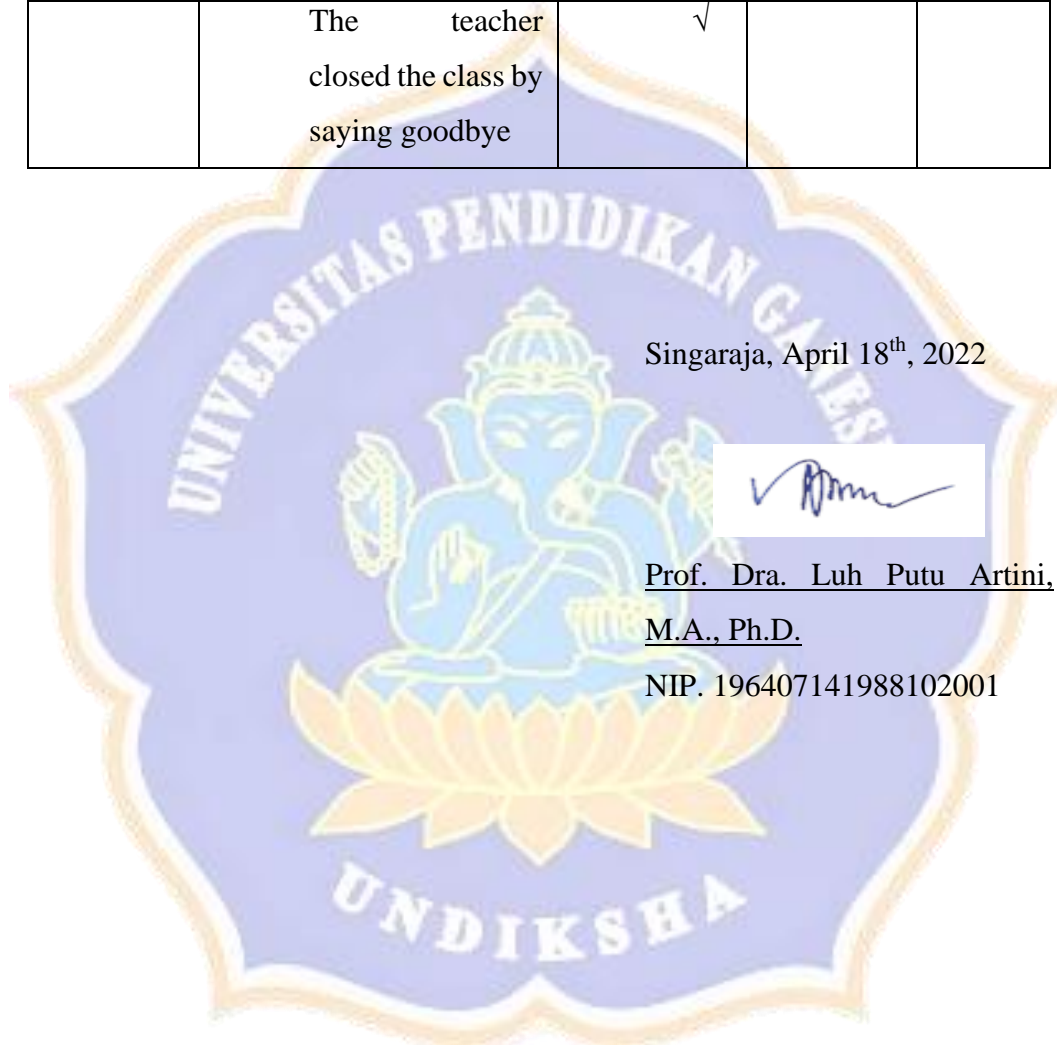 The teacher √
closed the class by
saying goodbye
UNIVERSITAS PENDIDIKAN
Singaraja, April 18th, 2022
Prof. Dra. Luh Putu Artini,
M.A., Ph.D.
NIP. 196407141988102001
UNDIKSHA